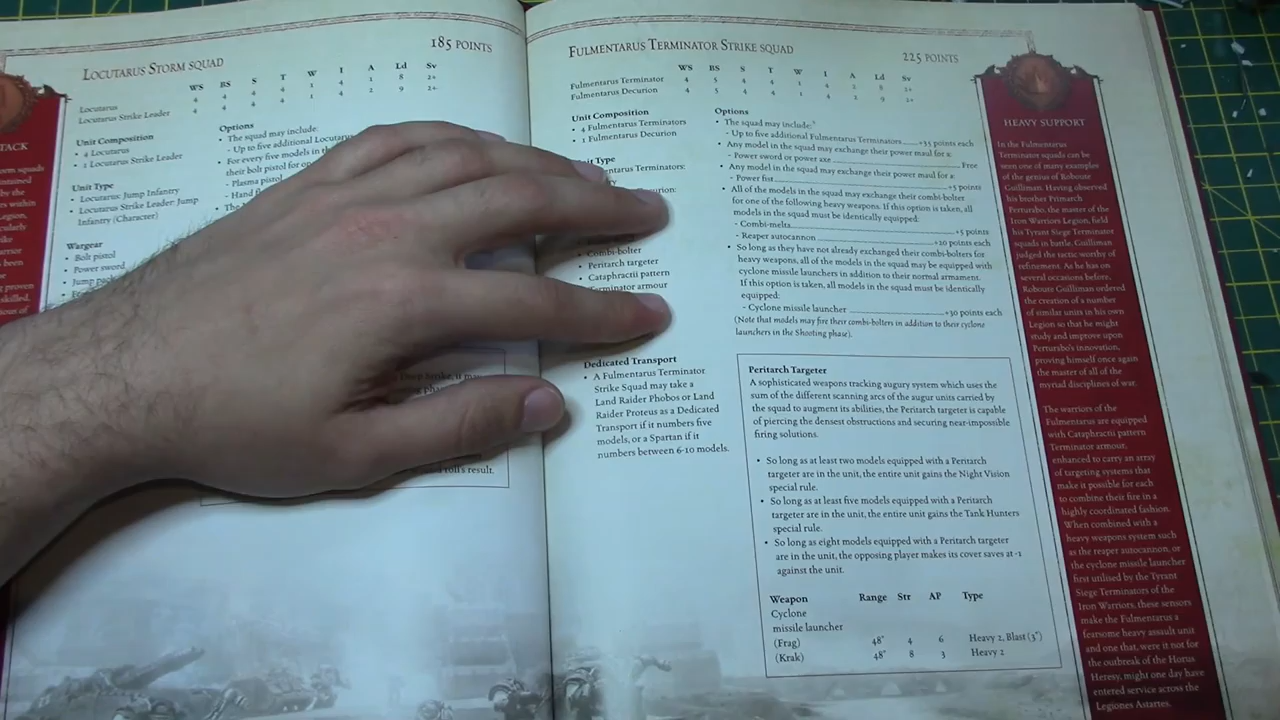 Locutarus Storm squad
185 points
WS BS S T W I A Ld Sv
Locutarus
Locutarus Strike Leader
Unit Composition
• 4 Locutarus
• 1 Locutarus Strike Leader
Unit Type
• Locutarus: Jump Infantry
• Locutarus Strike Leader: Jump
Infantry (Character)
Wargear
• Bolt pistol
• Power sword
Options
• The squad may include:
- Up to five additional Locutarus
• For every five models in
their bolt pistol for
- Plasma pistol
- Hand
Fulmentarus Terminator Strike squad
225 points
WS BS S T W I A Ld Sv
Fulmentarus Terminator 4 5 4 4 1 4 2 8 2+
Fulmentarus Decurion 4 5 4 4 1 4 2 9 2+
Unit Composition
• 4 Fulmentarus Terminators
• 1 Fulmentarus Decurion
Type
Terminators:
• Combi-bolter
• Peritarch targeter
• Cataphractii pattern
armour
Dedicated Transport
• A Fulmentarus Terminator
Strike Squad may take a
Land Raider Phobos or Land
Raider Proteus as a Dedicated
Transport if it numbers five
models, or a Spartan if it
numbers between 6-10 models.
Options
• The squad may include:
- Up to five additional Fulmentarus Terminators +35 points each
• Any model in the squad may exchange their power maul for a:
- Power sword or power axe Free
• Any model in the squad may exchange their power maul for a:
- Power fist +5 points
• All of the models in the squad may exchange their combi-bolters
for one of the following heavy weapons. If this option is taken, all
models in the squad must be identically equipped:
- Combi-melta +5 points
- Reaper autocannon +20 points each
• So long as they have not already exchanged their combi-bolters for
heavy weapons, all of the models in the squad may be equipped with
cyclone missile launchers in addition to their normal armament.
If this option is taken, all models in the squad must be identically
equipped:
- Cyclone missile launcher +30 points each
(Note that models may fire their combi-bolters in addition to their cyclone
launchers in the Shooting phase).
Peritarch Targeter
A sophisticated weapons tracking augury system which uses the
sum of the different scanning arcs of the augur units carried by
the squad to augment its abilities, the Peritarch targeter is capable
of piercing the densest obstructions and securing near-impossible
firing solutions.
• So long as at least two models equipped with a Peritarch
targeter are in the unit, the entire unit gains the Night Vision
special rule.
• So long as at least five models equipped with a Peritarch
targeter are in the unit, the entire unit gains the Tank Hunters
special rule.
• So long as eight models equipped with a Peritarch targeter
are in the unit, the opposing player makes its cover saves at -1
against the unit.
Weapon Range Str AP Type
Cyclone
missile launcher
(Frag) 48" 4 6 Heavy 2, Blast (3")
(Krak) 48" 8 3 Heavy 2
Heavy Support
In the Fulmentarus
Terminator squads can be
seen one of many examples
of the genius of Roboute
Guilliman. Having observed
his brother Primarch
Perturabo, the master of the
Iron Warriors Legion, field
his Tyrant Siege Terminator
squads in battle, Guilliman
judged the tactic worthy of
refinement. As he has on
several occasions before,
Roboute Guilliman ordered
the creation of a number
of similar units in his own
Legion so that he might
study and improve upon
Perturabo's innovation,
proving himself once again
the master of all of the
myriad disciplines of war.
The warriors of the
Fulmentarus are equipped
with Cataphractii pattern
Terminator armour,
enhanced to carry an array
of targeting systems that
make it possible for each
to combine their fire in a
highly coordinated fashion.
When combined with a
heavy weapons system such
as the reaper autocannon, or
the cyclone missile launcher
first utilised by the Tyrant
Siege Terminators of the
Iron Warriors, these sensors
make the Fulmentarus a
fearsome heavy assault unit
and one that, were it not for
the outbreak of the Horus
Heresy, might one day have
entered service across the
Legiones Astartes.